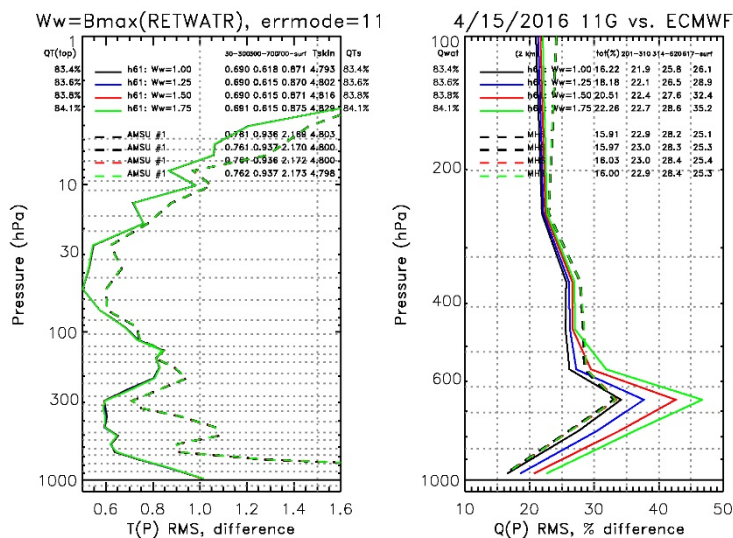 Ww=Bmax(RETWATR), errmode=11
4/15/2016 11G vs. ECMWF
QT(top) 30-300 300-700 700-surf Tskin QTs
83.4% h61: Ww=1.00 0.690 0.618 0.871 4.793 83.4%
83.6% h61: Ww=1.25 0.690 0.615 0.870 4.802 83.6%
83.8% h61: Ww=1.50 0.690 0.615 0.871 4.816 83.8%
84.1% h61: Ww=1.75 0.691 0.615 0.875 4.829 84.1%
AMSU #1 0.781 0.936 2.189 4.803
AMSU #1 0.761 0.937 2.170 4.800
AMSU #1 0.761 0.936 2.172 4.800
AMSU #1 0.762 0.937 2.173 4.798
1
10
30
100
300
1000
Pressure (hPa)
0.6 0.8 1.0 1.2 1.4 1.6
T(P) RMS, difference
Qwat (2 km) tot(%) 201-310 314-520 617-surf
83.4% h61: Ww=1.00 16.22 21.9 25.8 26.1
83.6% h61: Ww=1.25 18.18 22.1 26.5 28.9
83.8% h61: Ww=1.50 20.51 22.4 27.6 32.4
84.1% h61: Ww=1.75 22.26 22.7 28.6 35.2
MHS 15.91 22.9 28.2 25.1
MHS 15.97 23.0 28.3 25.3
MHS 16.03 23.0 28.4 25.4
MHS 16.00 22.9 28.4 25.3
100
200
400
600
1000
Pressure (hPa)
10 20 30 40 50
Q(P) RMS, % difference